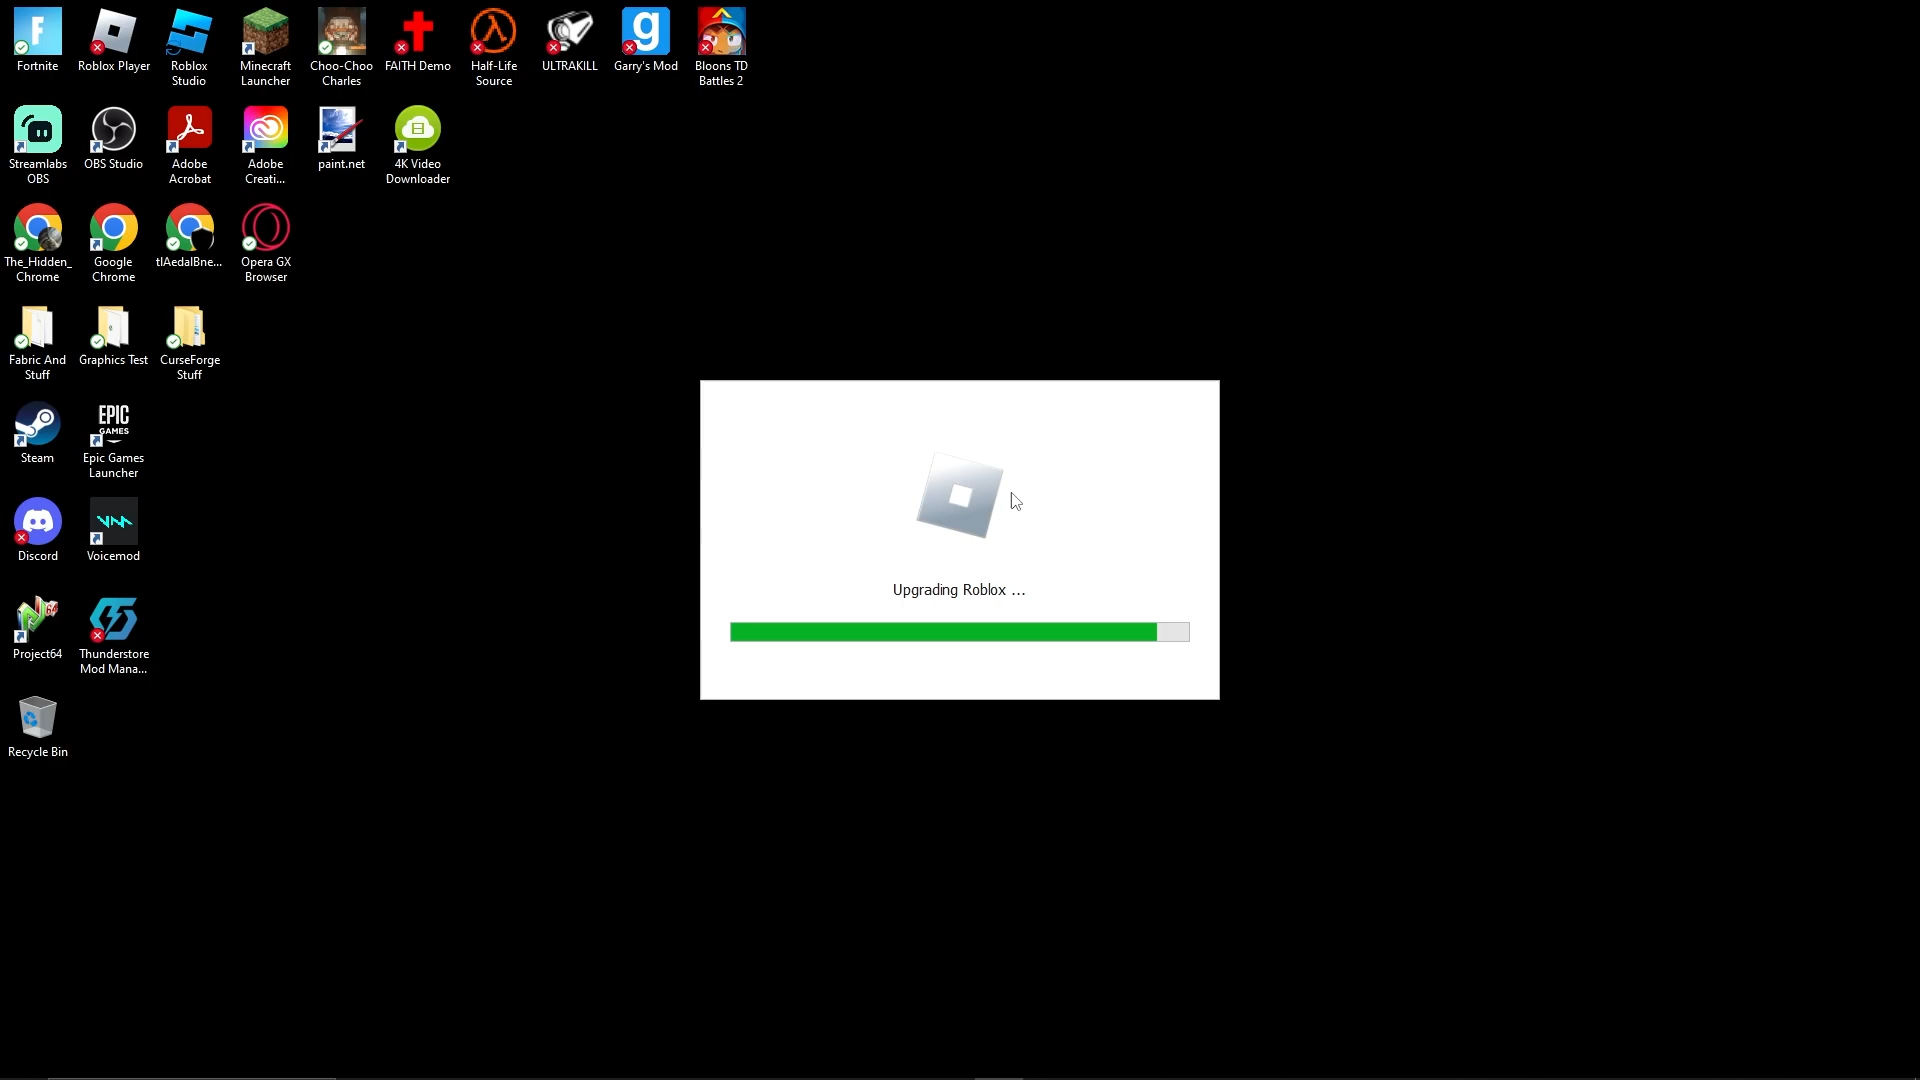 Fortnite
Roblox Player
Roblox
Studio
Minecraft
Launcher
Choo-Choo
Charles
FAITH Demo
Half-Life
Source
ULTRAKILL
Garry's Mod
Bloons TD
Battles 2
Streamlabs
OBS
OBS Studio
Adobe
Acrobat
Adobe
Creati...
paint.net
4K Video
Downloader
The_Hidden_
Chrome
Google
Chrome
tlAedalBne...
Opera GX
Browser
Fabric And
Stuff
Graphics Test
CurseForge
Stuff
Steam
EPIC
GAMES
Epic Games
Launcher
Discord
Voicemod
64
Project64
Thunderstore
Mod Mana...
Recycle Bin
Upgrading Roblox ...